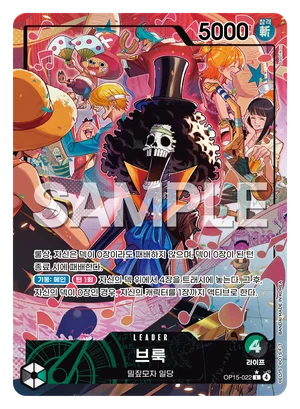 5000
참격
斬
SAMPLE
룰상, 자신은 덱이 0장이라도 패배하지 않으며, 덱이 0장이 된 턴
종료 시에 패배한다.
기동: 메인 턴 1회 자신의 덱 위에서 4장을 트래시에 놓는다. 그 후,
자신의 덱이 0장인 경우, 자신의 캐릭터를 1장까지 액티브로 한다.
LEADER
브룩
밀짚모자 일당
4
라이프
OP15-022 L